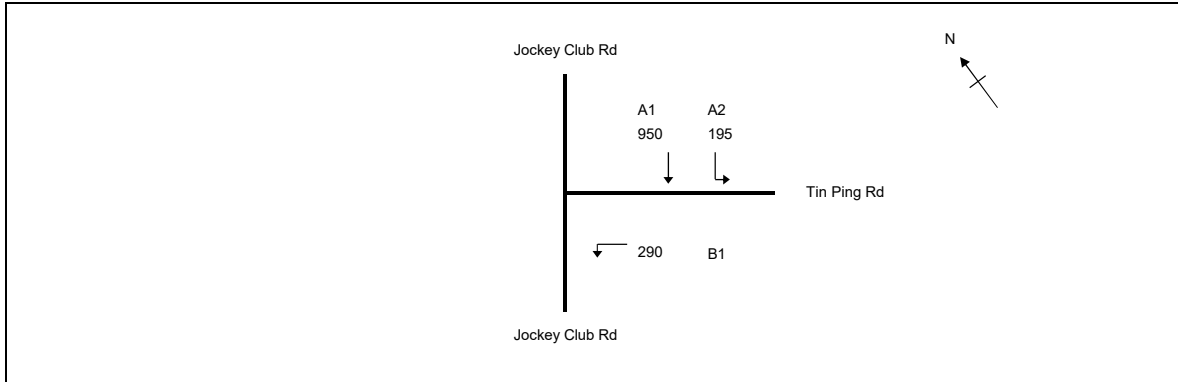 Jockey Club Rd
N
A1 A2
950 195
Tin Ping Rd
290 B1
Jockey Club Rd